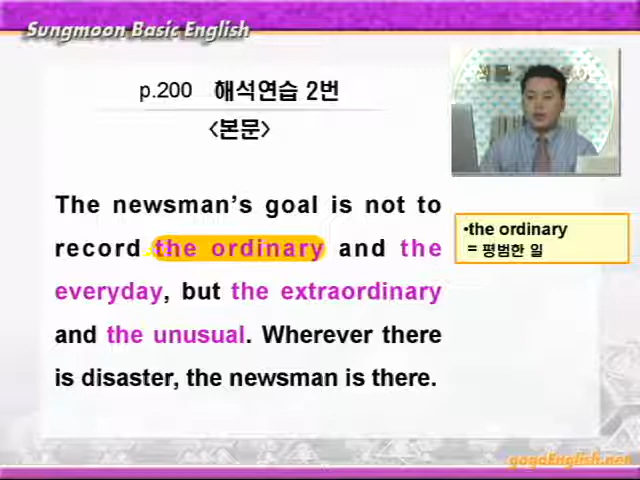 Sungmoon Basic English
p.200 해석연습 2번
<본문>
The newsman's goal is not to
record the ordinary and the
everyday, but the extraordinary
and the unusual. Wherever there
is disaster, the newsman is there.
•the ordinary
= 평범한 일
gogoEnglish.net